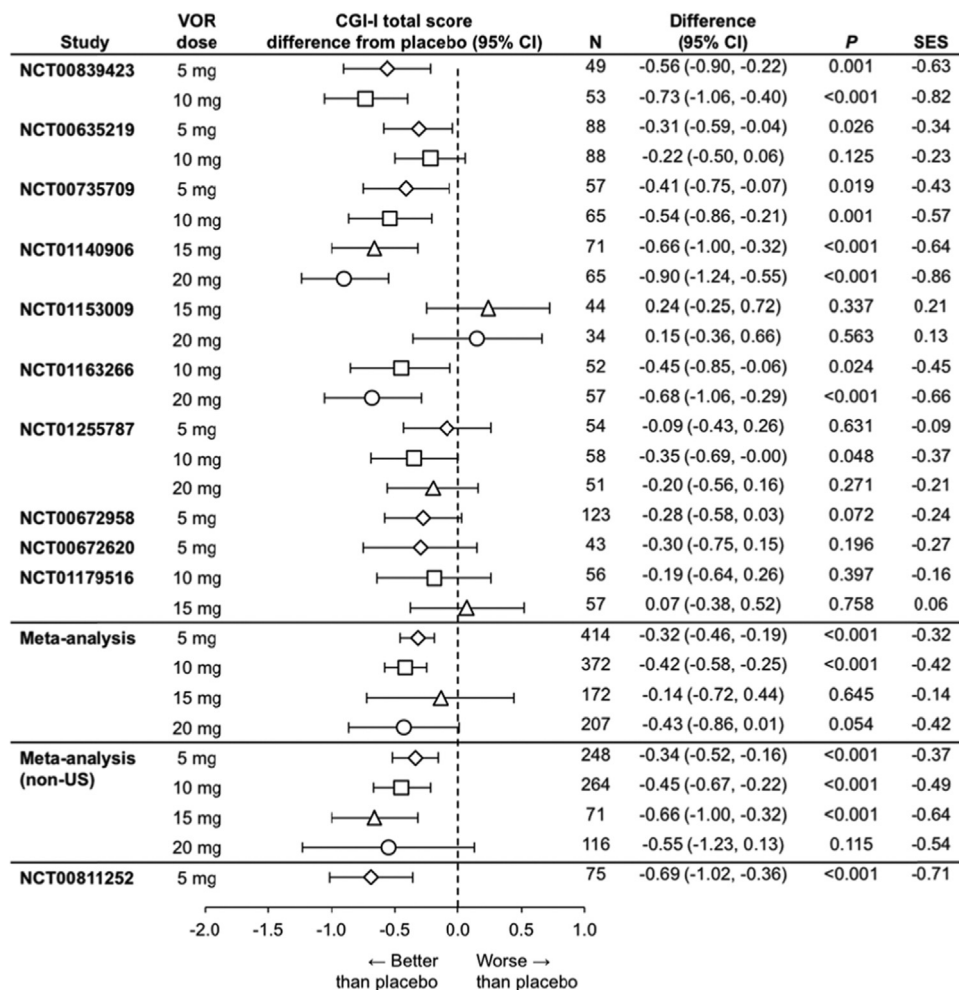 Study VOR dose CGI-I total score difference from placebo (95% CI) N Difference (95% CI) P SES
NCT00839423 5 mg 49 -0.56 (-0.90, -0.22) 0.001 -0.63
10 mg 53 -0.73 (-1.06, -0.40) <0.001 -0.82
NCT00635219 5 mg 88 -0.31 (-0.59, -0.04) 0.026 -0.34
10 mg 88 -0.22 (-0.50, 0.06) 0.125 -0.23
NCT00735709 5 mg 57 -0.41 (-0.75, -0.07) 0.019 -0.43
10 mg 65 -0.54 (-0.86, -0.21) 0.001 -0.57
NCT01140906 15 mg 71 -0.66 (-1.00, -0.32) <0.001 -0.64
20 mg 65 -0.90 (-1.24, -0.55) <0.001 -0.86
NCT01153009 15 mg 44 0.24 (-0.25, 0.72) 0.337 0.21
20 mg 34 0.15 (-0.36, 0.66) 0.563 0.13
NCT01163266 10 mg 52 -0.45 (-0.85, -0.06) 0.024 -0.45
20 mg 57 -0.68 (-1.06, -0.29) <0.001 -0.66
NCT01255787 5 mg 54 -0.09 (-0.43, 0.26) 0.631 -0.09
10 mg 58 -0.35 (-0.69, -0.00) 0.048 -0.37
20 mg 51 -0.20 (-0.56, 0.16) 0.271 -0.21
NCT00672958 5 mg 123 -0.28 (-0.58, 0.03) 0.072 -0.24
NCT00672620 5 mg 43 -0.30 (-0.75, 0.15) 0.196 -0.27
NCT01179516 10 mg 56 -0.19 (-0.64, 0.26) 0.397 -0.16
15 mg 57 0.07 (-0.38, 0.52) 0.758 0.06
Meta-analysis 5 mg 414 -0.32 (-0.46, -0.19) <0.001 -0.32
10 mg 372 -0.42 (-0.58, -0.25) <0.001 -0.42
15 mg 172 -0.14 (-0.72, 0.44) 0.645 -0.14
20 mg 207 -0.43 (-0.86, 0.01) 0.054 -0.42
Meta-analysis 5 mg 248 -0.34 (-0.52, -0.16) <0.001 -0.37
(non-US) 10 mg 264 -0.45 (-0.67, -0.22) <0.001 -0.49
15 mg 71 -0.66 (-1.00, -0.32) <0.001 -0.64
20 mg 116 -0.55 (-1.23, 0.13) 0.115 -0.54
NCT00811252 5 mg 75 -0.69 (-1.02, -0.36) <0.001 -0.71
-2.0 -1.0 -0.5 0.0 0.5 1.0
← Better Worse →
than placebo than placebo